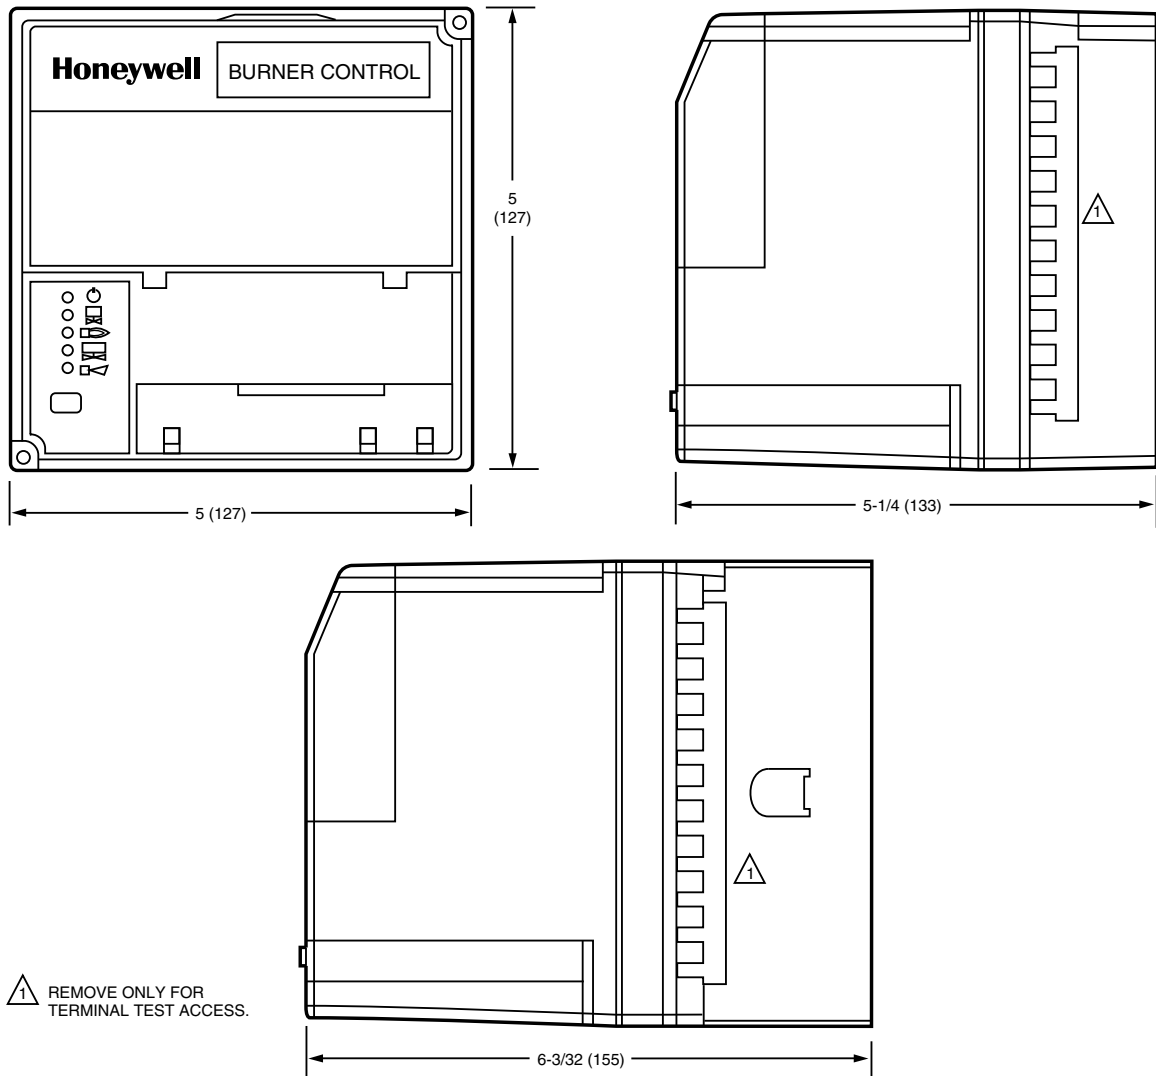 Honeywell
BURNER CONTROL
5
(127)
5 (127)
1
5-1/4 (133)
1
1
REMOVE ONLY FOR
TERMINAL TEST ACCESS.
6-3/32 (155)